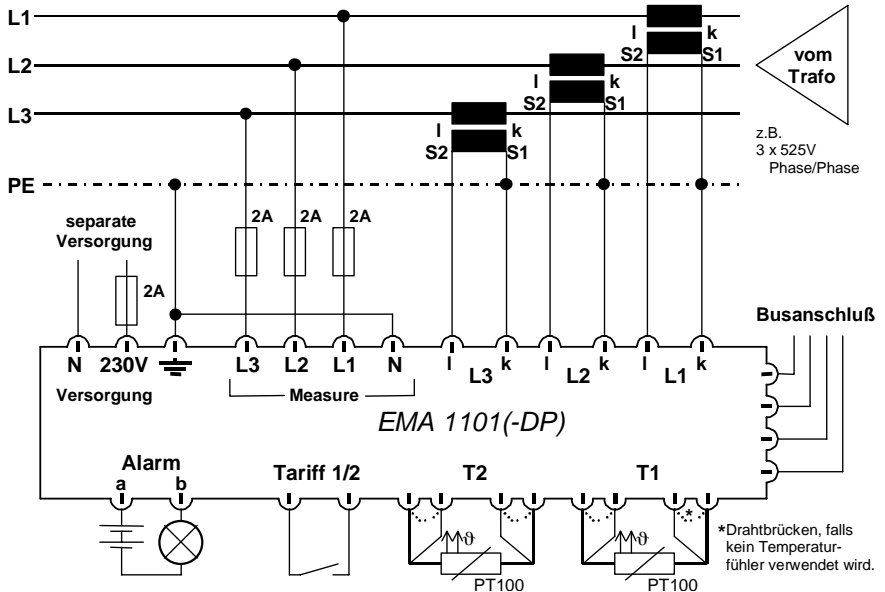 L1
l k
S2 S1
L2
l k
S2 S1
vom
Trafo
L3
l k
S2 S1
z.B.
3 x 525V
Phase/Phase
PE
separate
Versorgung
2A
2A 2A 2A
Busanschluß
N 230V L3 L2 L1 N l L3 k l L2 k l L1 k
Versorgung
Measure
EMA 1101(-DP)
Alarm
a b
Tariff 1/2
T2
T1
ϑ
ϑ
*
PT100
PT100
*Drahtbrücken, falls
kein Temperatur-
fühler verwendet wird.